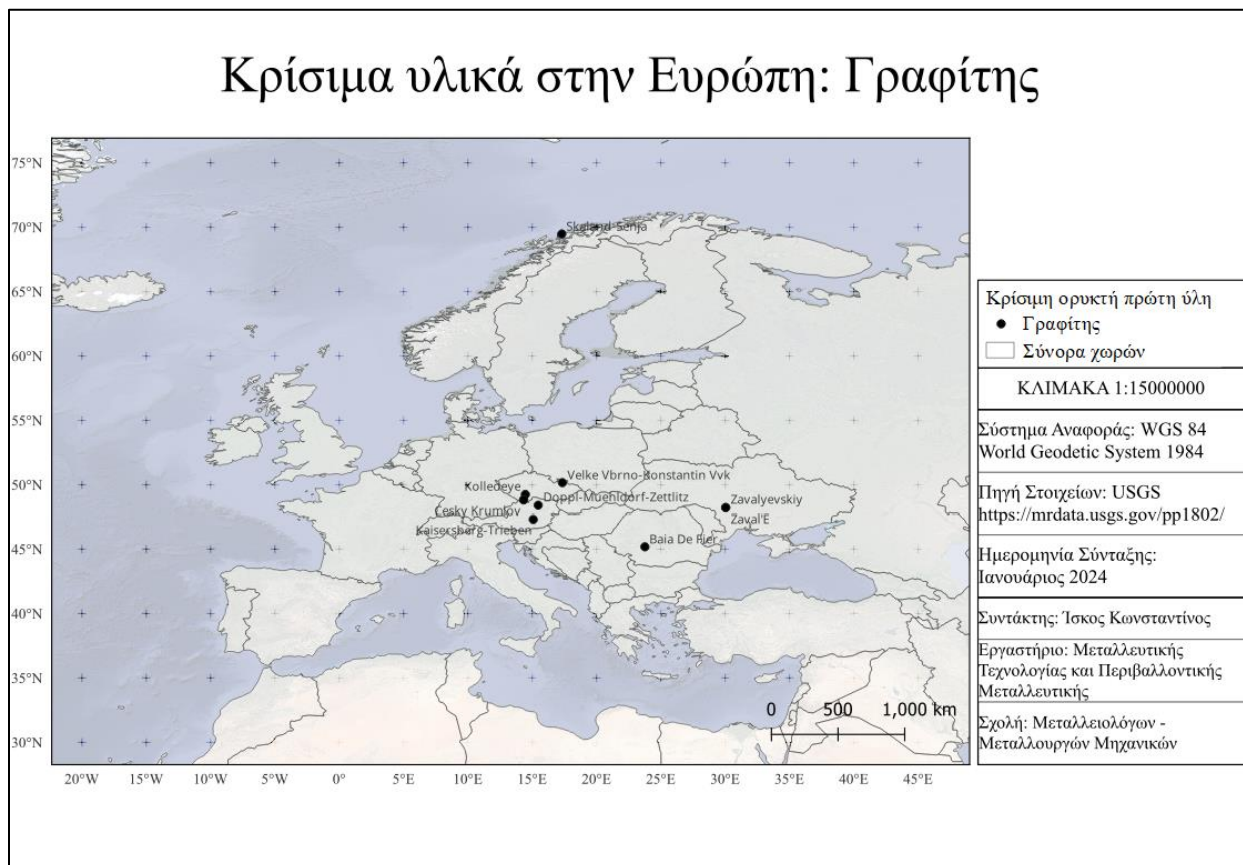 Κρίσιμα υλικά στην Ευρώπη: Γραφίτης
75°N
70°N
65°N
60°N
55°N
50°N
45°N
40°N
35°N
30°N
Skaland-Senja
Velke Vbrno-Konstantin Vvk
Kolledeye
Doppl-Muehldorf-Zettlitz
Cesky Krumlov
Kaisersberg-Trieben
Zavalyevskiy
Zaval'E
Baia De Fier
0 500 1,000 km
20°W 15°W 10°W 5°W 0° 5°E 10°E 15°E 20°E 25°E 30°E 35°E 40°E 45°E
Κρίσιμη ορυκτή πρώτη ύλη
Γραφίτης
Σύνορα χωρών
ΚΛΙΜΑΚΑ 1:15000000
Σύστημα Αναφοράς: WGS 84
World Geodetic System 1984
Πηγή Στοιχείων: USGS
https://mrdata.usgs.gov/pp1802/
Ημερομηνία Σύνταξης:
Ιανουάριος 2024
Συντάκτης: Ίσκος Κωνσταντίνος
Εργαστήριο: Μεταλλευτικής
Τεχνολογίας και Περιβαλλοντικής
Μεταλλευτικής
Σχολή: Μεταλλειολόγων -
Μεταλλουργών Μηχανικών